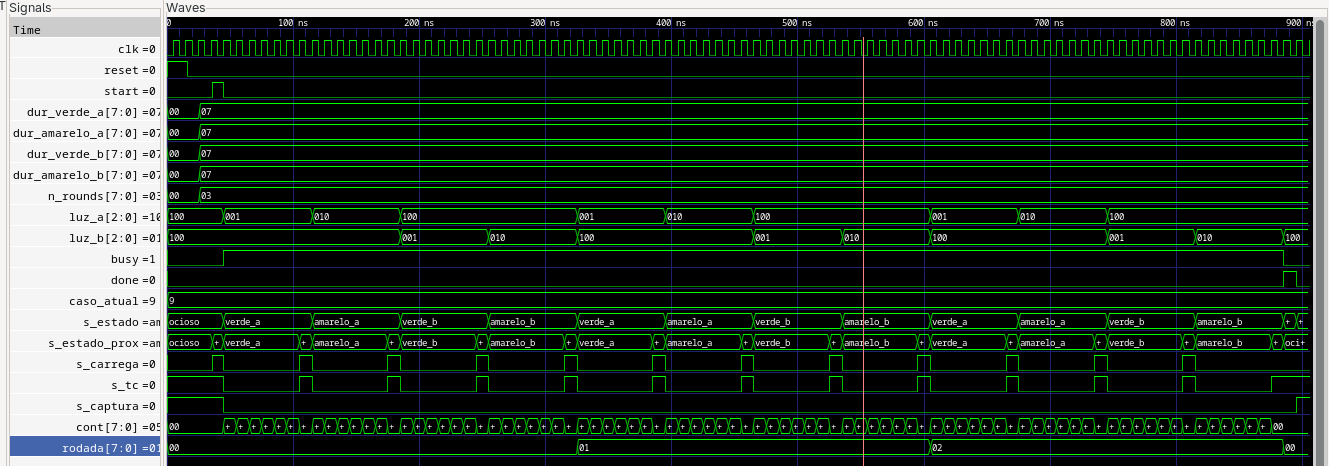 T Signals Waves
Time 0 100 ns 200 ns 300 ns 400 ns 500 ns 600 ns 700 ns 800 ns 900 ns
clk =0
reset =0
start =0
dur_verde_a[7:0] =07 00 07
dur_amarelo_a[7:0] =07 00 07
dur_verde_b[7:0] =07 00 07
dur_amarelo_b[7:0] =07 00 07
n_rounds[7:0] =03 00 03
luz_a[2:0] =10 100 001 010 100 001 010 100 001 010 100
luz_b[2:0] =01 100 001 010 100 001 010 100 001 010 100
busy =1
done =0
caso_atual =9 9
s_estado =am ocioso verde_a amarelo_a verde_b amarelo_b verde_a amarelo_a verde_b amarelo_b verde_a amarelo_a verde_b amarelo_b + +
s_estado_prox =am ocioso + verde_a + amarelo_a + verde_b + amarelo_b + verde_a + amarelo_a + verde_b + amarelo_b + verde_a + amarelo_a + verde_b + amarelo_b + oci+
s_carrega =0
s_tc =0
s_captura =0
cont[7:0] =05 00 + + + + + + + + + + + + + + + + + + + + + + + + + + + + + + + + + + + + + + + + + + + + + + + + + + + + + + + + + + + + + + + + + + + + + + + + + + + + + + + + + + + 00
rodada[7:0] =01 00 01 02 00